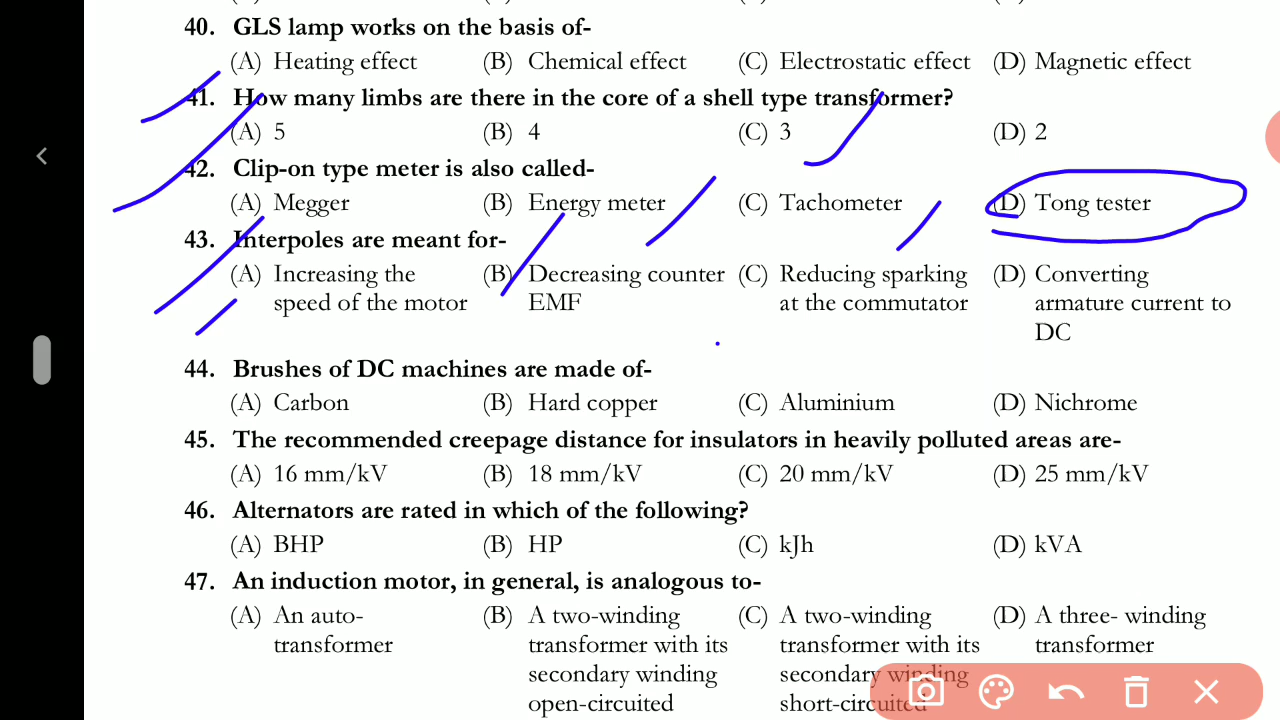 40. GLS lamp works on the basis of-
(A) Heating effect (B) Chemical effect (C) Electrostatic effect (D) Magnetic effect
41. How many limbs are there in the core of a shell type transformer?
(A) 5 (B) 4 (C) 3 (D) 2
42. Clip-on type meter is also called-
(A) Megger (B) Energy meter (C) Tachometer (D) Tong tester
43. Interpoles are meant for-
(A) Increasing the speed of the motor
(B) Decreasing counter EMF
(C) Reducing sparking at the commutator
(D) Converting armature current to DC
44. Brushes of DC machines are made of-
(A) Carbon (B) Hard copper (C) Aluminium (D) Nichrome
45. The recommended creepage distance for insulators in heavily polluted areas are-
(A) 16 mm/kV (B) 18 mm/kV (C) 20 mm/kV (D) 25 mm/kV
46. Alternators are rated in which of the following?
(A) BHP (B) HP (C) kJh (D) kVA
47. An induction motor, in general, is analogous to-
(A) An auto-transformer
(B) A two-winding transformer with its secondary winding open-circuited
(C) A two-winding transformer with its secondary winding short-circuited
(D) A three- winding transformer